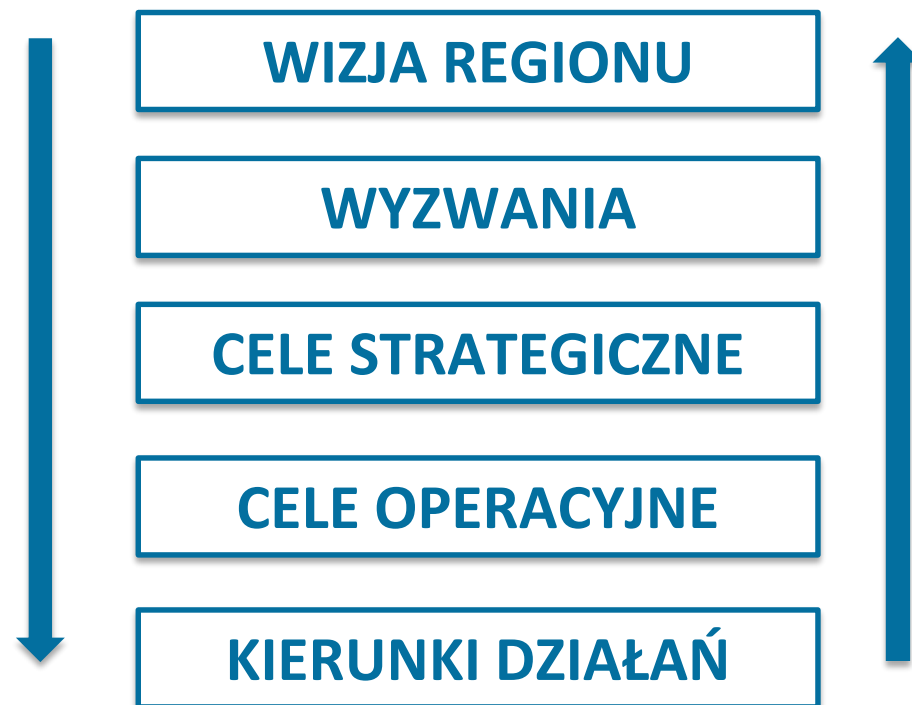 WIZJA REGIONU
WYZWANIA
CELE STRATEGICZNE
CELE OPERACYJNE
KIERUNKI DZIAŁAŃ